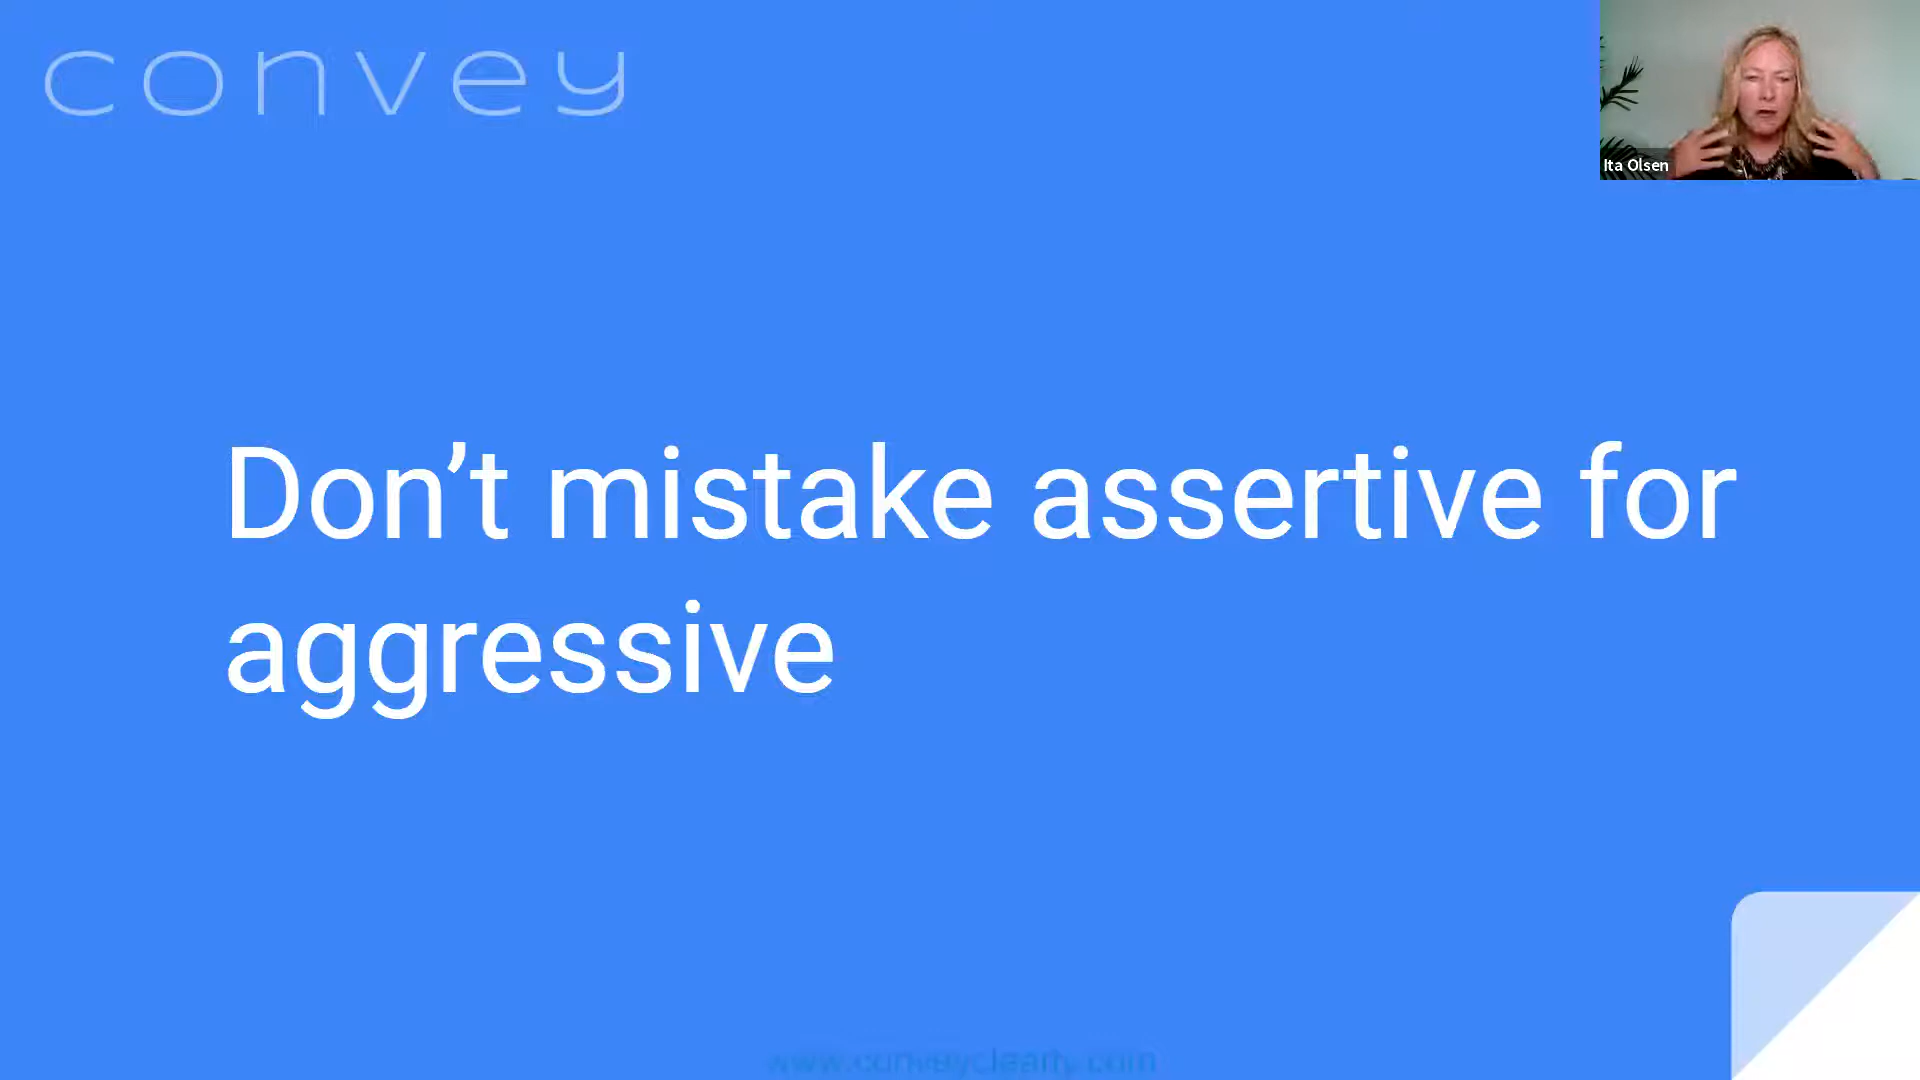 convey
Ita Olsen
Don’t mistake assertive for
aggressive
www.conveyclearly.com